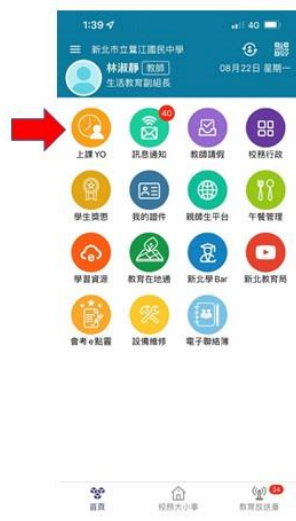 1:39 4G
新北市立鷺江國民中學
林淑靜 教師 08月22日 星期一
生活教育副組長
40
上課YO 訊息通知 教師請假 校務行政
學生獎懲 我的證件 親師生平台 午餐管理
學習資源 教育在地通 新北學Bar 新北教育局
會考e點靈 設備維修 電子聯絡簿
34
首頁 校務大小事 教育放送臺